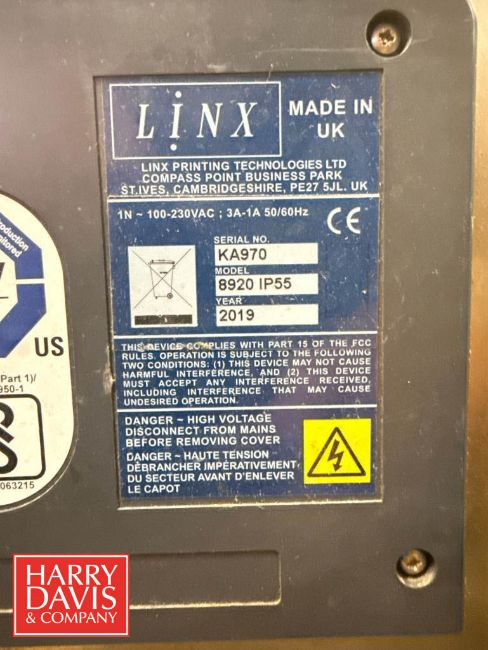 LINX
MADE IN
UK
LINX PRINTING TECHNOLOGIES LTD
COMPASS POINT BUSINESS PARK
ST.IVES, CAMBRIDGESHIRE, PE27 5JL. UK
1N ~ 100-230VAC ; 3A-1A 50/60Hz
CE
SERIAL NO.
KA970
MODEL
8920 IP55
YEAR
2019
THIS DEVICE COMPLIES WITH PART 15 OF THE FCC
RULES. OPERATION IS SUBJECT TO THE FOLLOWING
TWO CONDITIONS: (1) THIS DEVICE MAY NOT CAUSE
HARMFUL INTERFERENCE, AND (2) THIS DEVICE
MUST ACCEPT ANY INTERFERENCE RECEIVED,
INCLUDING INTERFERENCE THAT MAY CAUSE
UNDESIRED OPERATION.
DANGER ~ HIGH VOLTAGE
DISCONNECT FROM MAINS
BEFORE REMOVING COVER
DANGER ~ HAUTE TENSION
DÉBRANCHER IMPÉRATIVEMENT
DU SECTEUR AVANT D'ENLEVER
LE CAPOT
US
Part 1)/
950-1
063215
HARRY
DAVIS
& COMPANY